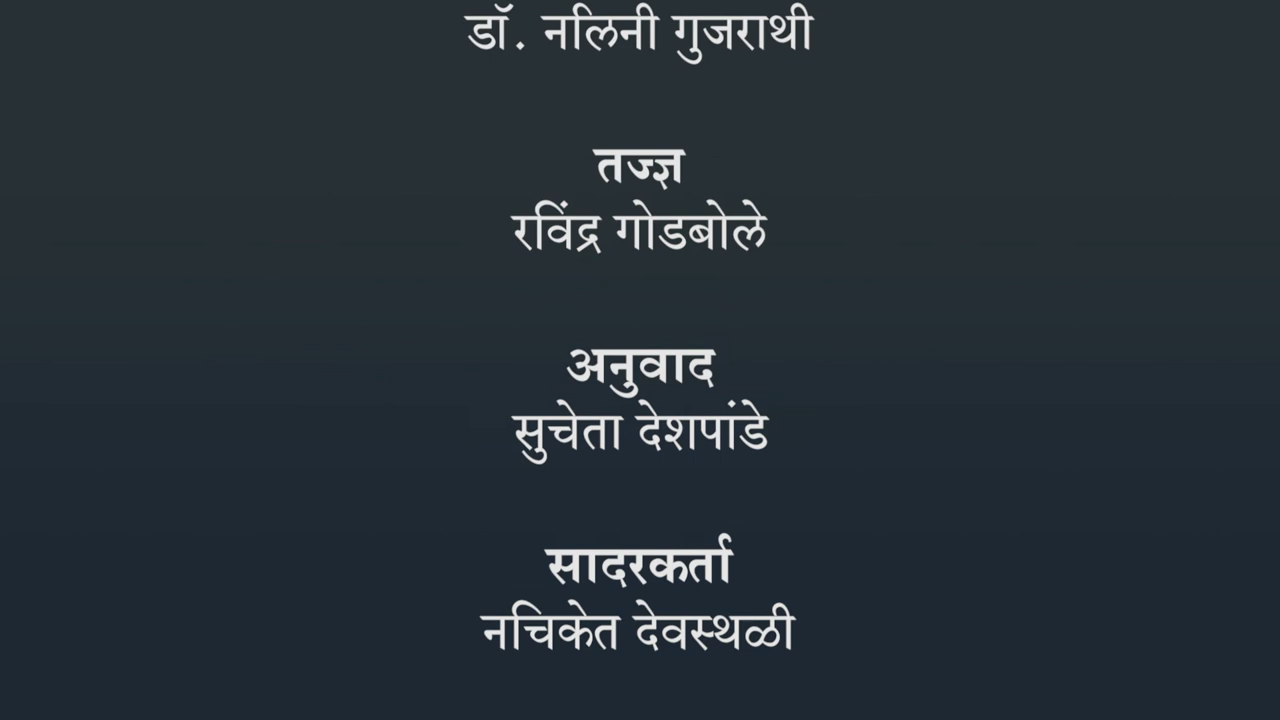 डॉ. नलिनी गुजराथी
तज्ज्ञ
रविंद्र गोडबोले
अनुवाद
सुचेता देशपांडे
सादरकर्ता
नचिकेत देवस्थळी